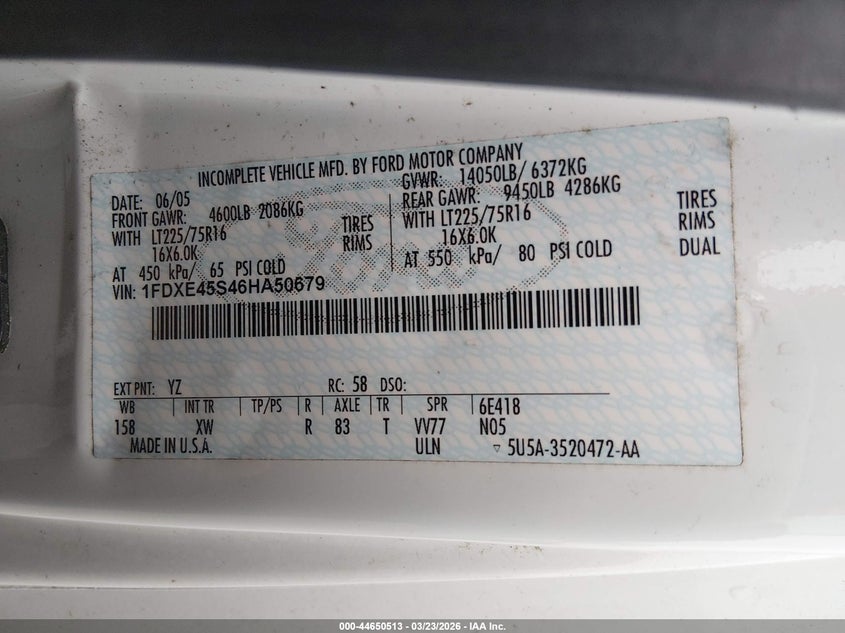 INCOMPLETE VEHICLE MFD. BY FORD MOTOR COMPANY
DATE: 06/05 GVWR: 14050LB/ 6372KG
FRONT GAWR: 4600LB 2086KG REAR GAWR: 9450LB 4286KG
WITH LT225/75R16 TIRES WITH LT225/75R16 TIRES
16X6.0K RIMS 16X6.0K RIMS
AT 450 kPa/ 65 PSI COLD AT 550 kPa/ 80 PSI COLD DUAL
VIN: 1FDXE45S46HA50679
Ford
EXT PNT: YZ RC: 58 DSO:
WB INT TR TP/PS R AXLE TR SPR 6E418
158 XW R 83 T VV77 N05
MADE IN U.S.A. ULN ▽ 5U5A-3520472-AA
000-44650513 - 03/23/2026 - IAA Inc.